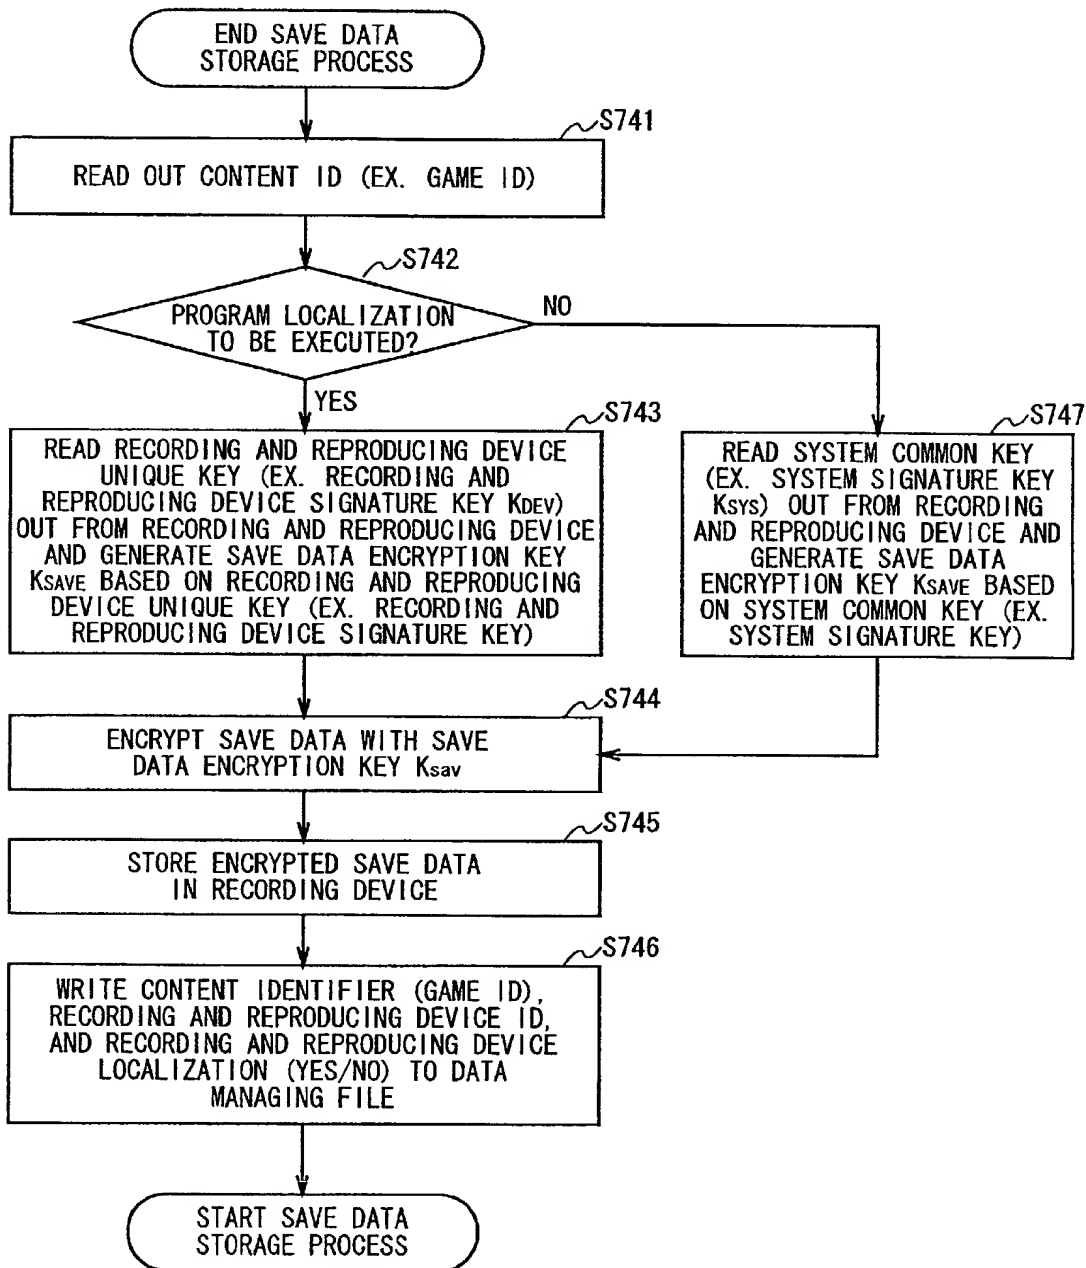 END SAVE DATA
STORAGE PROCESS
S741
READ OUT CONTENT ID (EX. GAME ID)
S742
PROGRAM LOCALIZATION
TO BE EXECUTED?
NO
YES
S743
READ RECORDING AND REPRODUCING DEVICE
UNIQUE KEY (EX. RECORDING AND
REPRODUCING DEVICE SIGNATURE KEY KDEV)
OUT FROM RECORDING AND REPRODUCING DEVICE
AND GENERATE SAVE DATA ENCRYPTION KEY
KSAVE BASED ON RECORDING AND REPRODUCING
DEVICE UNIQUE KEY (EX. RECORDING AND
REPRODUCING DEVICE SIGNATURE KEY)
S747
READ SYSTEM COMMON KEY
(EX. SYSTEM SIGNATURE KEY
KSYS) OUT FROM RECORDING
AND REPRODUCING DEVICE AND
GENERATE SAVE DATA
ENCRYPTION KEY KSAVE BASED
ON SYSTEM COMMON KEY (EX.
SYSTEM SIGNATURE KEY)
S744
ENCRYPT SAVE DATA WITH SAVE
DATA ENCRYPTION KEY Ksav
S745
STORE ENCRYPTED SAVE DATA
IN RECORDING DEVICE
S746
WRITE CONTENT IDENTIFIER (GAME ID),
RECORDING AND REPRODUCING DEVICE ID,
AND RECORDING AND REPRODUCING DEVICE
LOCALIZATION (YES/NO) TO DATA
MANAGING FILE
START SAVE DATA
STORAGE PROCESS